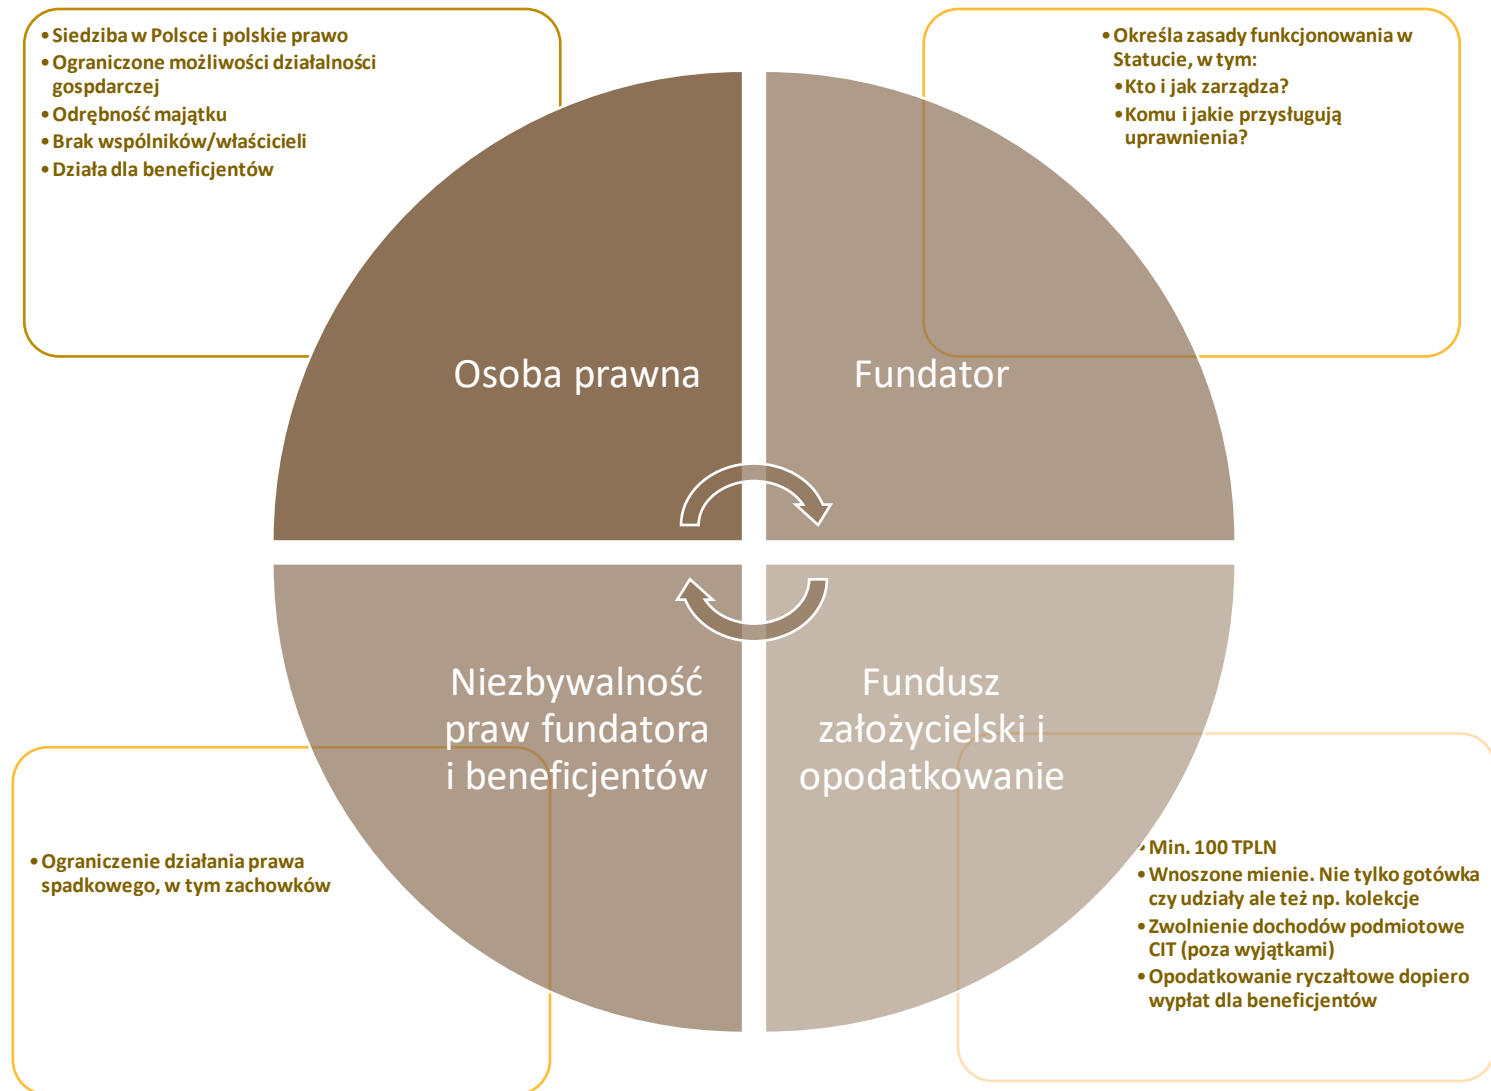 •Siedziba w Polsce i polskie prawo
•Ograniczone możliwości działalności
gospdarczej
•Odrębność majątku
•Brak wspólników/właścicieli
•Działa dla beneficjentów
•Określa zasady funkcjonowania w
Statucie, w tym:
•Kto i jak zarządza?
•Komu i jakie przysługują
uprawnienia?
Osoba prawna
Fundator
Niezbywalność
praw fundatora
i beneficjentów
Fundusz
założycielski i
opodatkowanie
•Ograniczenie działania prawa
spadkowego, w tym zachowków
•Min. 100 TPLN
•Wnoszone mienie. Nie tylko gotówka
czy udziały ale też np. kolekcje
•Zwolnienie dochodów podmiotowe
CIT (poza wyjątkami)
•Opodatkowanie ryczałtowe dopiero
wypłat dla beneficjentów